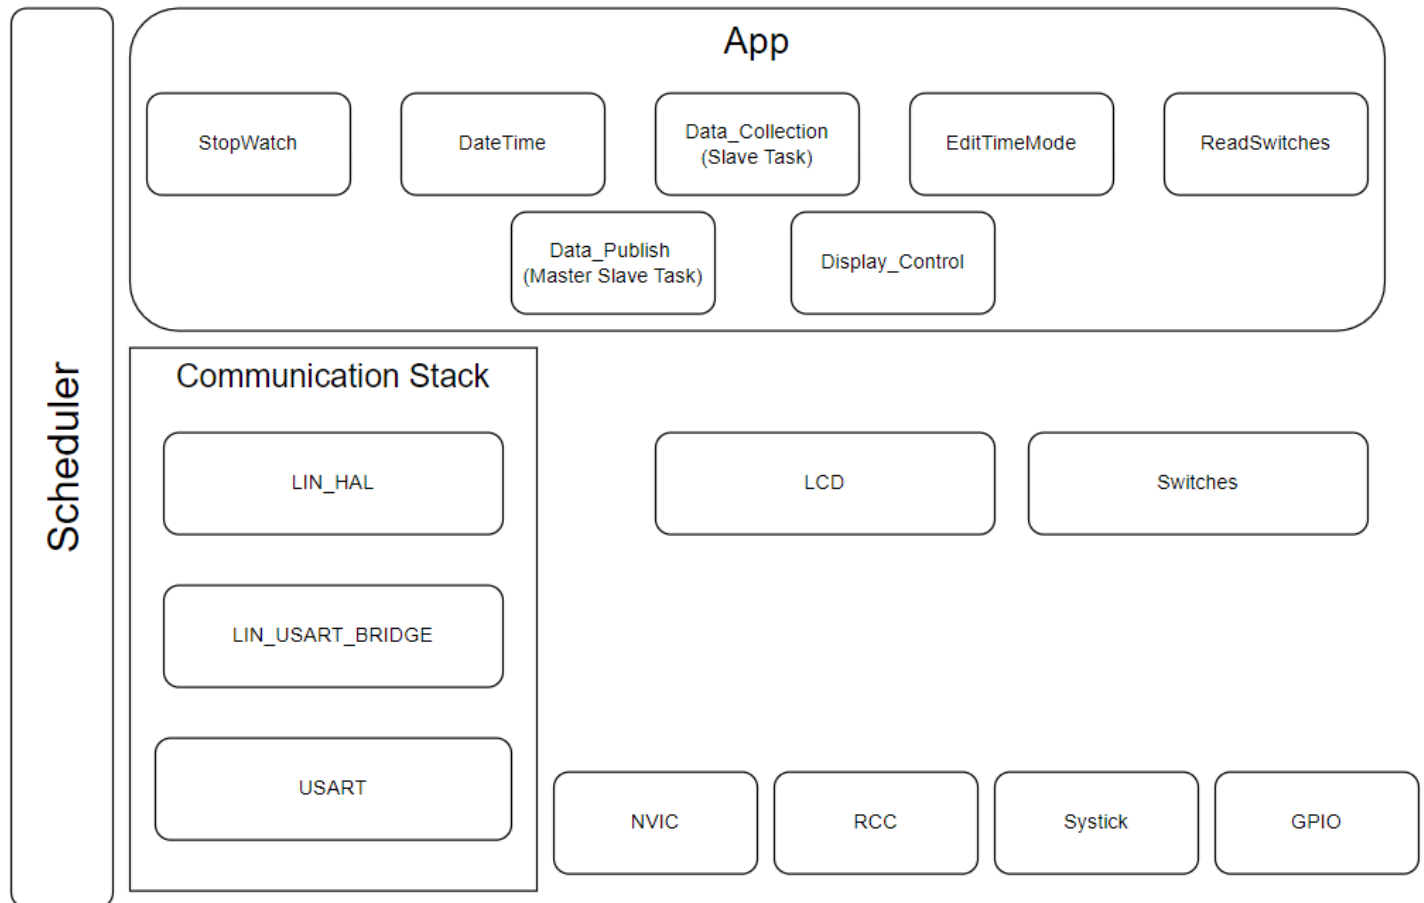 App
StopWatch
DateTime
Data_Collection
(Slave Task)
EditTimeMode
ReadSwitches
Data_Publish
(Master Slave Task)
Display_Control
Scheduler
Communication Stack
LIN_HAL
LCD
Switches
LIN_USART_BRIDGE
USART
NVIC
RCC
Systick
GPIO